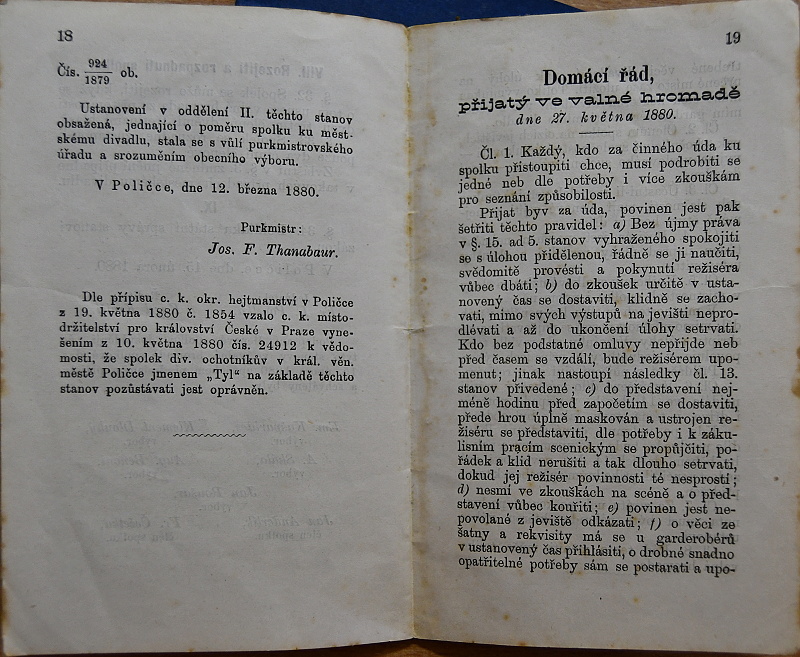 18
Čís. 924/1879 ob.
Ustanovení v oddělení II. těchto stanov
obsažená, jednající o poměru spolku ku měst-
skému divadlu, stala se s vůlí purkmistrovského
úřadu a srozuměním obecního výboru.
V Poličce, dne 12. března 1880.
Purkmistr:
Jos. F. Thanabaur.
Dle přípisu c. k. okr. hejtmanství v Poličce
z 19. května 1880 č. 1854 vzalo c. k. místo-
držitelství pro království České v Praze vyne-
šením z 10. května 1880 čís. 24912 k vědo-
mosti, že spolek div. ochotníkův v král. věn.
městě Poličce jmenem „Tyl“ na základě těchto
stanov pozůstávati jest oprávněn.
19
Domácí řád,
přijatý ve valné hromadě
dne 27. května 1880.
Čl. 1. Každý, kdo za činného úda ku
spolku přistoupiti chce, musí podrobiti se
jedné neb dle potřeby i více zkouškám
pro seznání způsobilosti.
Přijat byv za úda, povinen jest pak
šetřiti těchto pravidel: a) Bez újmy práva
v §. 15. ad 5. stanov vyhraženého spokojiti
se s úlohou přidělenou, řádně se ji naučiti,
svědomitě provésti a pokynutí režiséra
vůbec dbáti; b) do zkoušek určitě v usta-
novený čas se dostaviti, klidně se zacho-
vati, mimo svých výstupů na jevišti nepro-
dlévati a až do ukončení úlohy setrvati.
Kdo bez podstatné omluvy nepřijde neb
před časem se vzdálí, bude režisérem upo-
menut; jinak nastoupí následky čl. 13.
stanov přivedené; c) do představení nej-
méně hodinu před započetím se dostaviti,
přede hrou úplně maskován a ustrojen re-
žiséru se představiti, dle potřeby i k záku-
lisním pracím scenickým se propůjčiti, po-
řádek a klid nerušiti a tak dlouho setrvati,
dokud jej režisér povinnosti té nesprostí;
d) nesmí ve zkouškách na scéně a o před-
stavení vůbec kouřiti; e) povinen jest ne-
povolané z jeviště odkázati; f) o věci ze
šatny a rekvisity má se u garderobérů
v ustanovený čas přihlásiti, o drobné snadno
opatřitelné potřeby sám se postarati a upo-